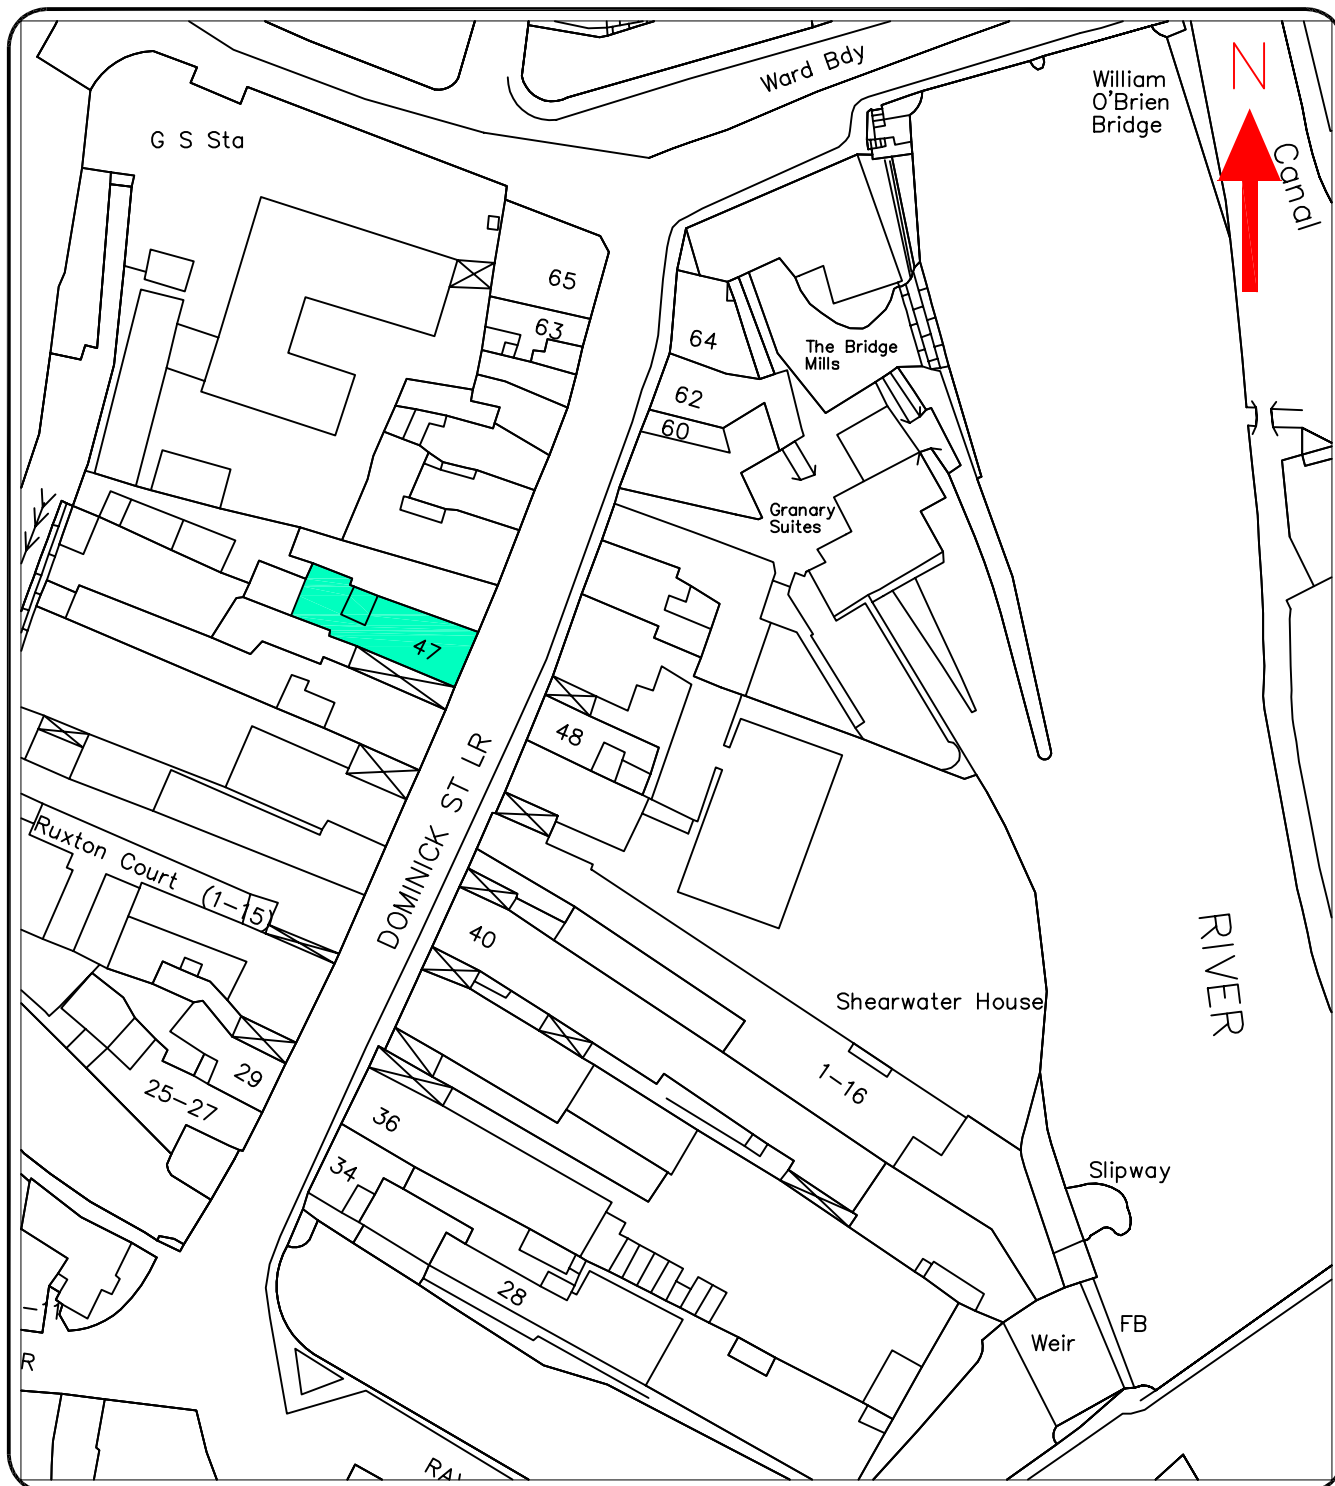 Ward Bdy
William
O'Brien
Bridge
N
Canal
G S Sta
65
63
64
The Bridge
Mills
62
60
Granary
Suites
47
48
DOMINICK ST LR
Ruxton Court (1-15)
40
RIVER
Shearwater House
1-16
29
25-27
36
34
Slipway
28
FB
Weir
R